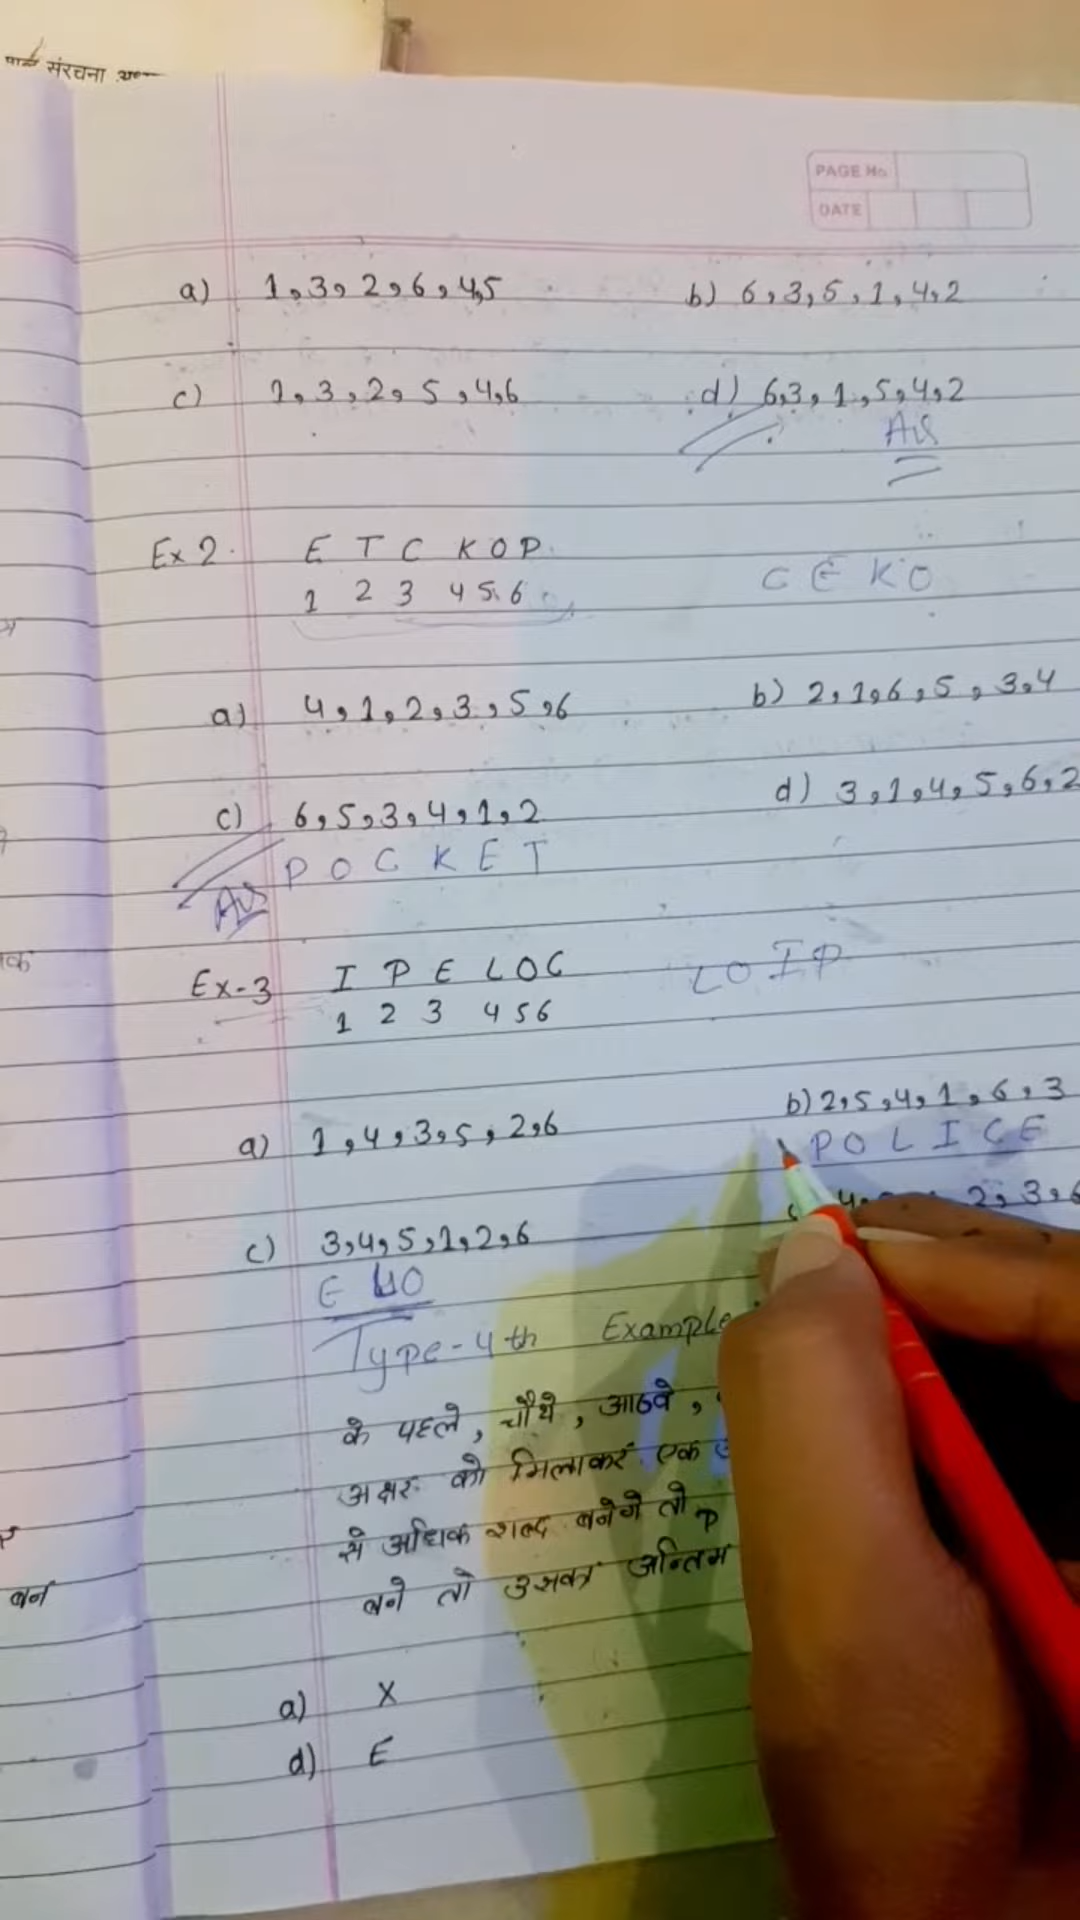 संरचना
PAGE No.
DATE
a) 1,3,2,6,4,5 b) 6,3,5,1,4,2
c) 1,3,2,5,4,6 d) 6,3,1,5,4,2
Ans
Ex 2. E T C K O P C E K O
1 2 3 4 5 6
a) 4,1,2,3,5,6 b) 2,1,6,5,3,4
c) 6,5,3,4,1,2 d) 3,1,4,5,6,2
P O C K E T
Ans
Ex-3 I P E L O C L O I P
1 2 3 4 5 6
a) 1,4,3,5,2,6 b) 2,5,4,1,6,3
P O L I C E
c) 3,4,5,1,2,6 2,3,6
E L O
Type-4th Example
के पहले, चौथे, आठवे,
अक्षर को मिलाकर एक
से अधिक शब्द बनेगे तो P
बने तो उसका अन्तिम
बन
a) X
d) E